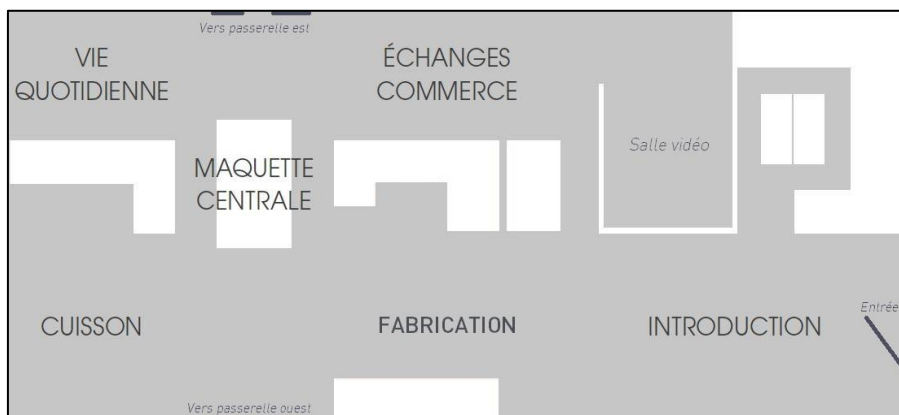 Vers passerelle est
VIE
QUOTIDIENNE
ÉCHANGES
COMMERCE
Salle vidéo
MAQUETTE
CENTRALE
Entrée
CUISSON
FABRICATION
INTRODUCTION
Vers passerelle ouest